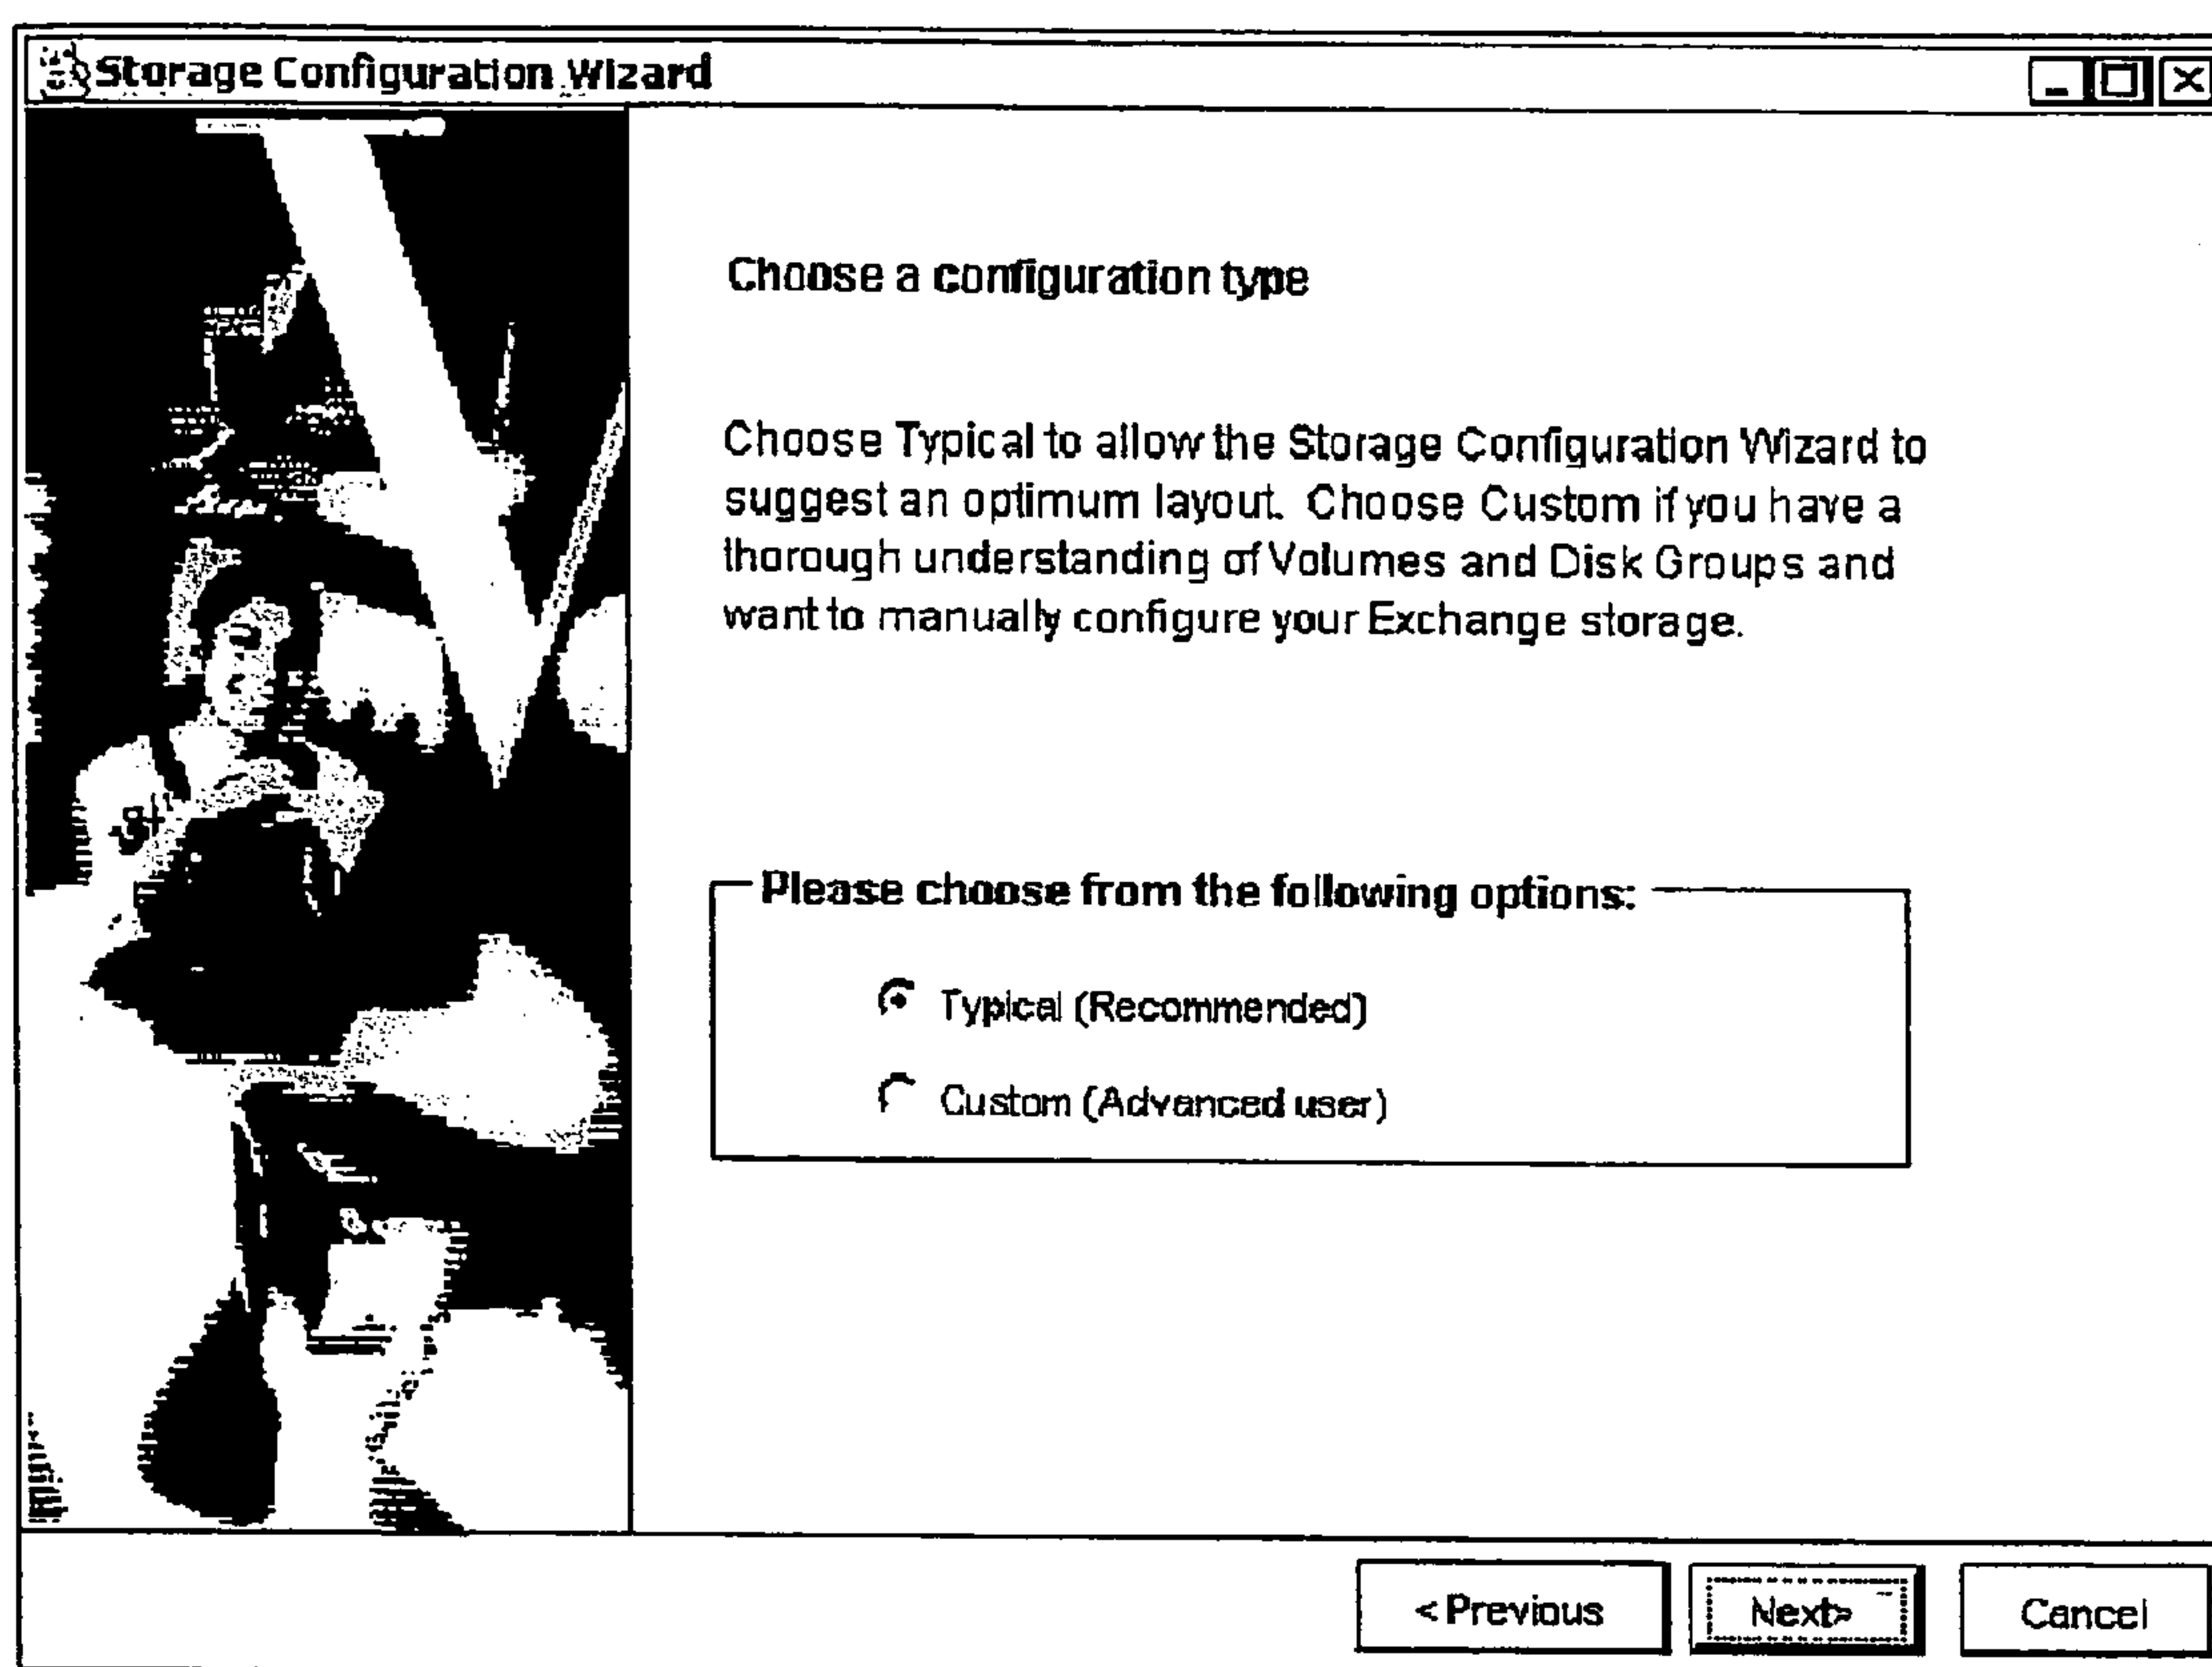 Storage Configuration Wizard
Choose a configuration type
Choose Typical to allow the Storage Configuration Wizard to
suggest an optimum layout. Choose Custom if you have a
thorough understanding of Volumes and Disk Groups and
want to manually configure your Exchange storage.
Please choose from the following options:
Typical (Recommended)
Custom (Advanced user)
< Previous
Next>
Cancel